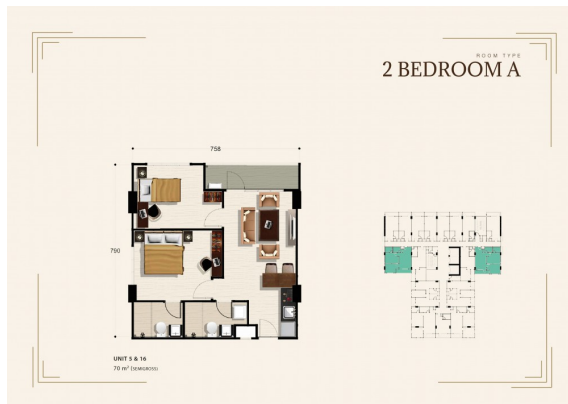 ROOM TYPE
2 BEDROOM A
758
790
UNIT 5 & 16
70 m² (SEMIGROSS)